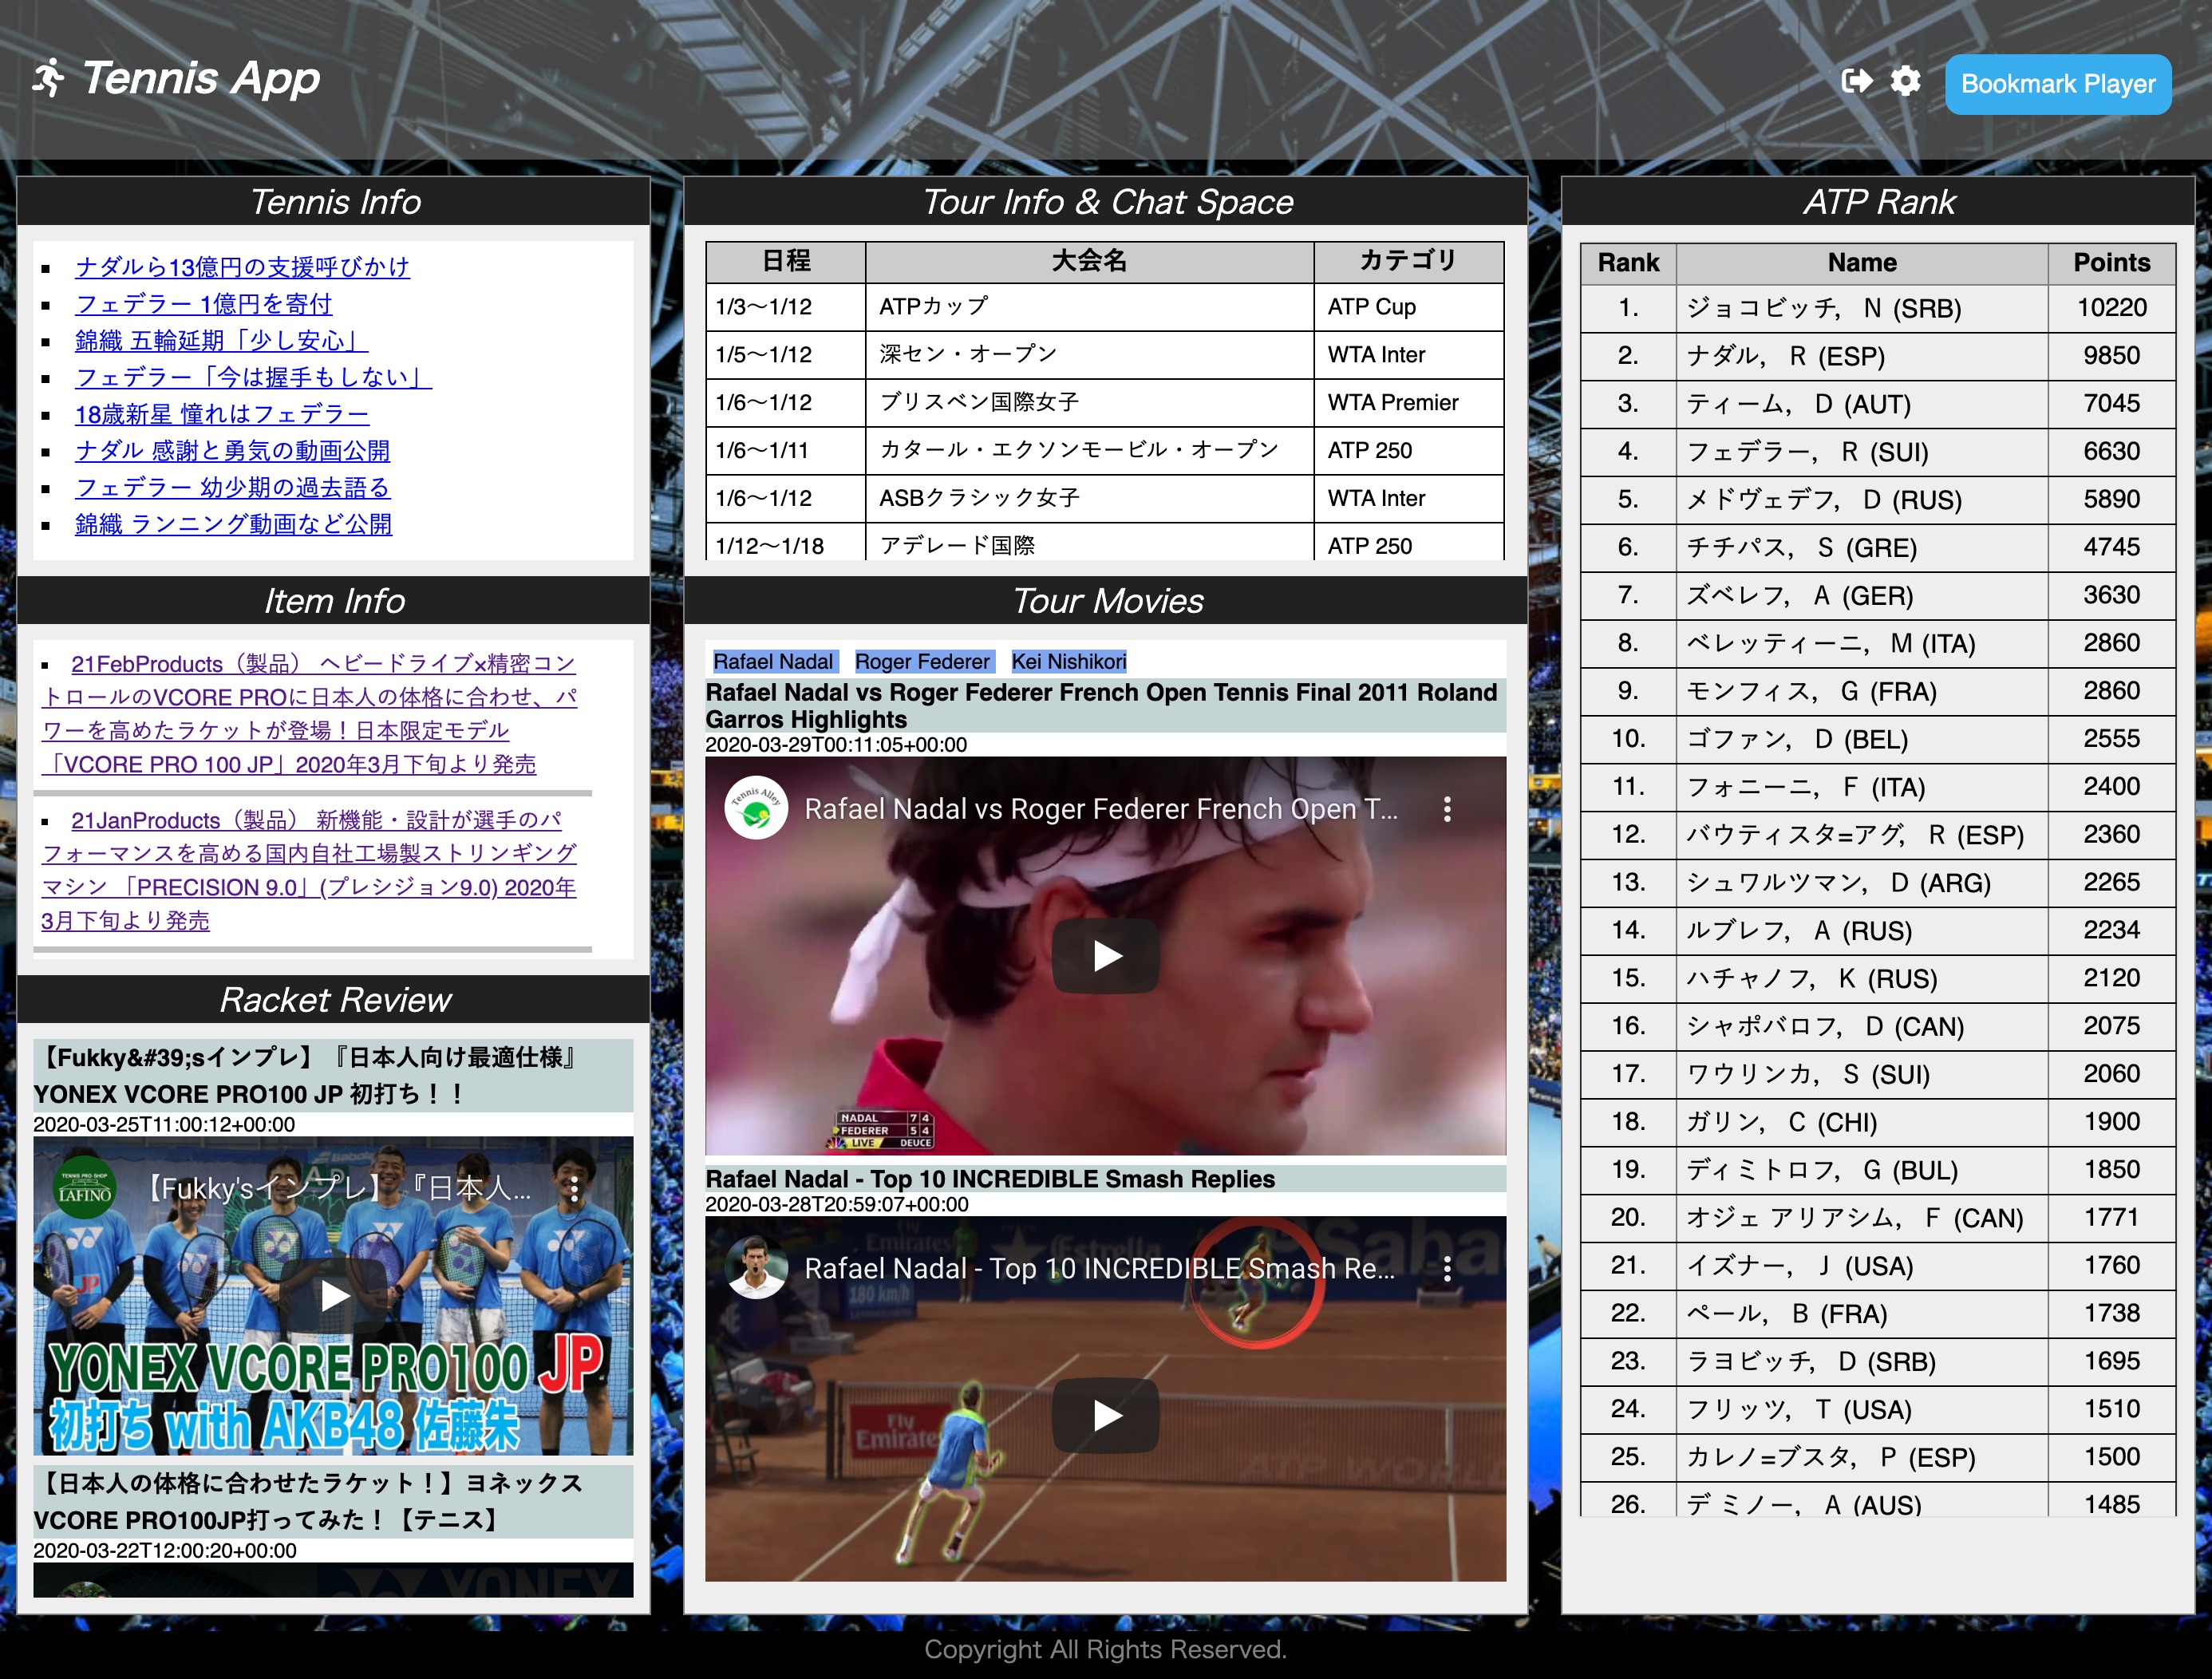 Tennis App
Bookmark Player
Tennis Info
ナダルら13億円の支援呼びかけ
フェデラー 1億円を寄付
錦織 五輪延期「少し安心」
フェデラー「今は握手もしない」
18歳新星 憧れはフェデラー
ナダル 感謝と勇気の動画公開
フェデラー 幼少期の過去語る
錦織 ランニング動画など公開
Item Info
21FebProducts（製品） ヘビードライブ×精密コン
トロールのVCORE PROに日本人の体格に合わせ、パ
ワーを高めたラケットが登場！日本限定モデル
「VCORE PRO 100 JP」2020年3月下旬より発売
21JanProducts（製品） 新機能・設計が選手のパ
フォーマンスを高める国内自社工場製ストリンギング
マシン 「PRECISION 9.0」(プレシジョン9.0) 2020年
3月下旬より発売
Racket Review
【Fukky&#39;sインプレ】『日本人向け最適仕様』
YONEX VCORE PRO100 JP 初打ち！！
2020-03-25T11:00:12+00:00
TENNIS PRO SHOP
LAFINO
【Fukky'sインプレ】『日本人...
Babolat
JP
YONEX VCORE PRO100 JP
初打ち with AKB48 佐藤朱
【日本人の体格に合わせたラケット！】ヨネックス
VCORE PRO100JP打ってみた！【テニス】
2020-03-22T12:00:20+00:00
YONEX
Tour Info & Chat Space
日程 大会名 カテゴリ
1/3〜1/12 ATPカップ ATP Cup
1/5〜1/12 深セン・オープン WTA Inter
1/6〜1/12 ブリスベン国際女子 WTA Premier
1/6〜1/11 カタール・エクソンモービル・オープン ATP 250
1/6〜1/12 ASBクラシック女子 WTA Inter
1/12〜1/18 アデレード国際 ATP 250
Tour Movies
Rafael Nadal Roger Federer Kei Nishikori
Rafael Nadal vs Roger Federer French Open Tennis Final 2011 Roland
Garros Highlights
2020-03-29T00:11:05+00:00
Tennis Alley
Rafael Nadal vs Roger Federer French Open T...
NADAL 7 4
FEDERER 5 4
LIVE DEUCE
Rafael Nadal - Top 10 INCREDIBLE Smash Replies
2020-03-28T20:59:07+00:00
Rafael Nadal - Top 10 INCREDIBLE Smash Re...
Emirates
Estrella
Saba
180 km/h
Fly
Emirates
ATP WORLD
ATP Rank
Rank Name Points
1. ジョコビッチ, N (SRB) 10220
2. ナダル, R (ESP) 9850
3. ティーム, D (AUT) 7045
4. フェデラー, R (SUI) 6630
5. メドヴェデフ, D (RUS) 5890
6. チチパス, S (GRE) 4745
7. ズベレフ, A (GER) 3630
8. ベレッティーニ, M (ITA) 2860
9. モンフィス, G (FRA) 2860
10. ゴファン, D (BEL) 2555
11. フォニーニ, F (ITA) 2400
12. バウティスタ=アグ, R (ESP) 2360
13. シュワルツマン, D (ARG) 2265
14. ルブレフ, A (RUS) 2234
15. ハチャノフ, K (RUS) 2120
16. シャポバロフ, D (CAN) 2075
17. ワウリンカ, S (SUI) 2060
18. ガリン, C (CHI) 1900
19. ディミトロフ, G (BUL) 1850
20. オジェ アリアシム, F (CAN) 1771
21. イズナー, J (USA) 1760
22. ペール, B (FRA) 1738
23. ラヨビッチ, D (SRB) 1695
24. フリッツ, T (USA) 1510
25. カレノ=ブスタ, P (ESP) 1500
26. デ ミノー, A (AUS) 1485
Copyright All Rights Reserved.